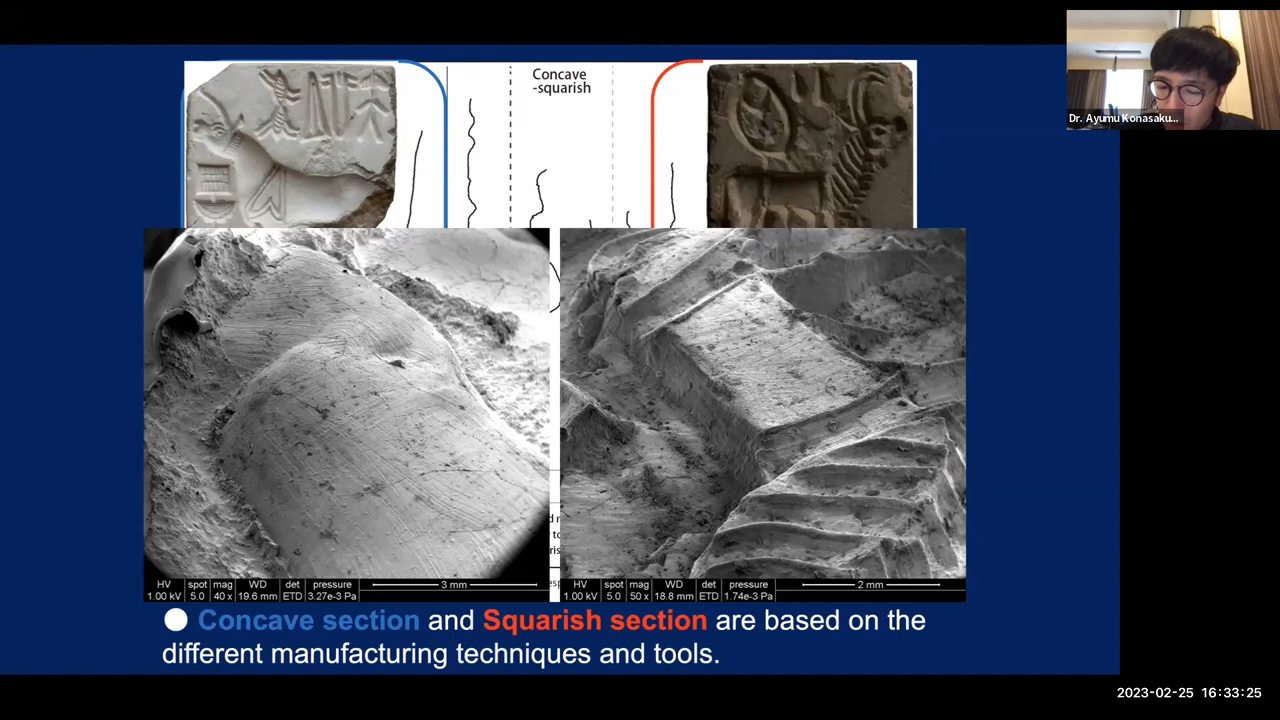 Concave
-squarish
Dr. Ayumu Konasaku...
HV spot mag WD det pressure 3 mm
1.00 kV 5.0 40 x 19.6 mm ETD 3.27e-3 Pa
HV spot mag WD det pressure 2 mm
1.00 kV 5.0 50 x 18.8 mm ETD 1.74e-3 Pa
Concave section and Squarish section are based on the
different manufacturing techniques and tools.
2023-02-25 16:33:25